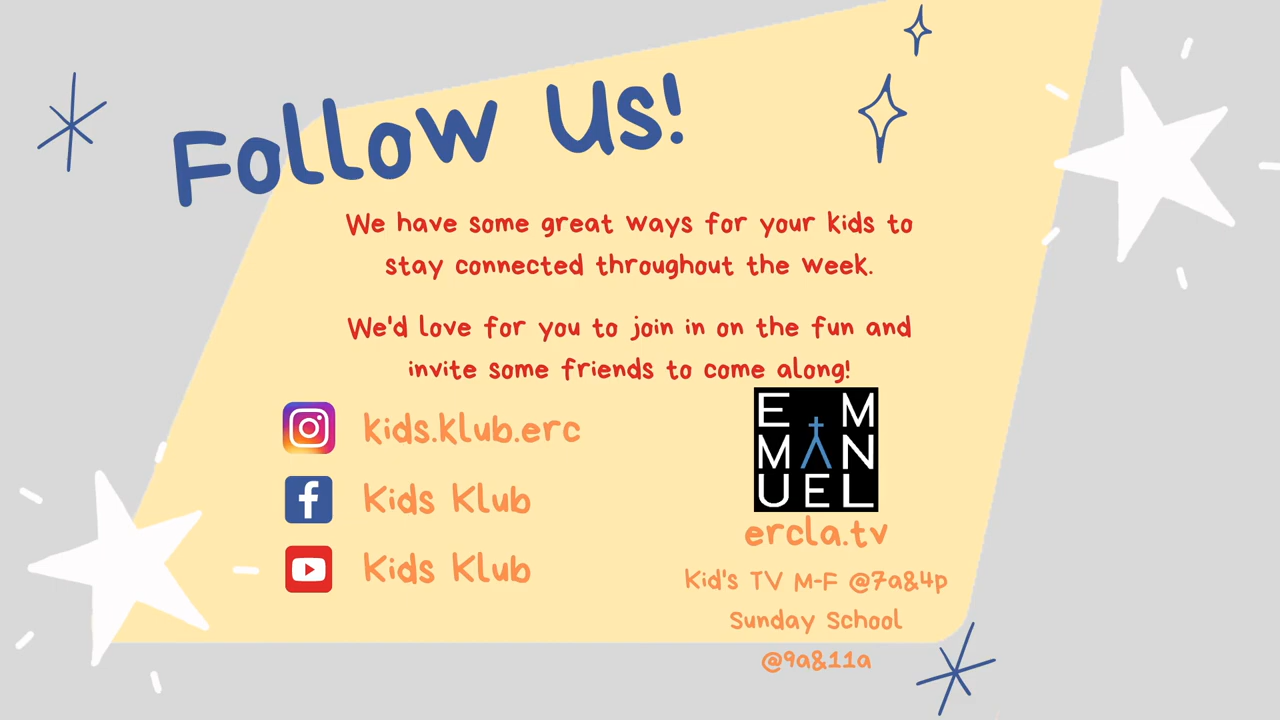 Follow Us!
We have some great ways for your kids to
stay connected throughout the week.
We'd love for you to join in on the fun and
invite some friends to come along!
kids.klub.erc
Kids Klub
Kids Klub
E M
M A N
U E L
ercla.tv
Kid's TV M-F @7a&4p
Sunday School
@9a&11a